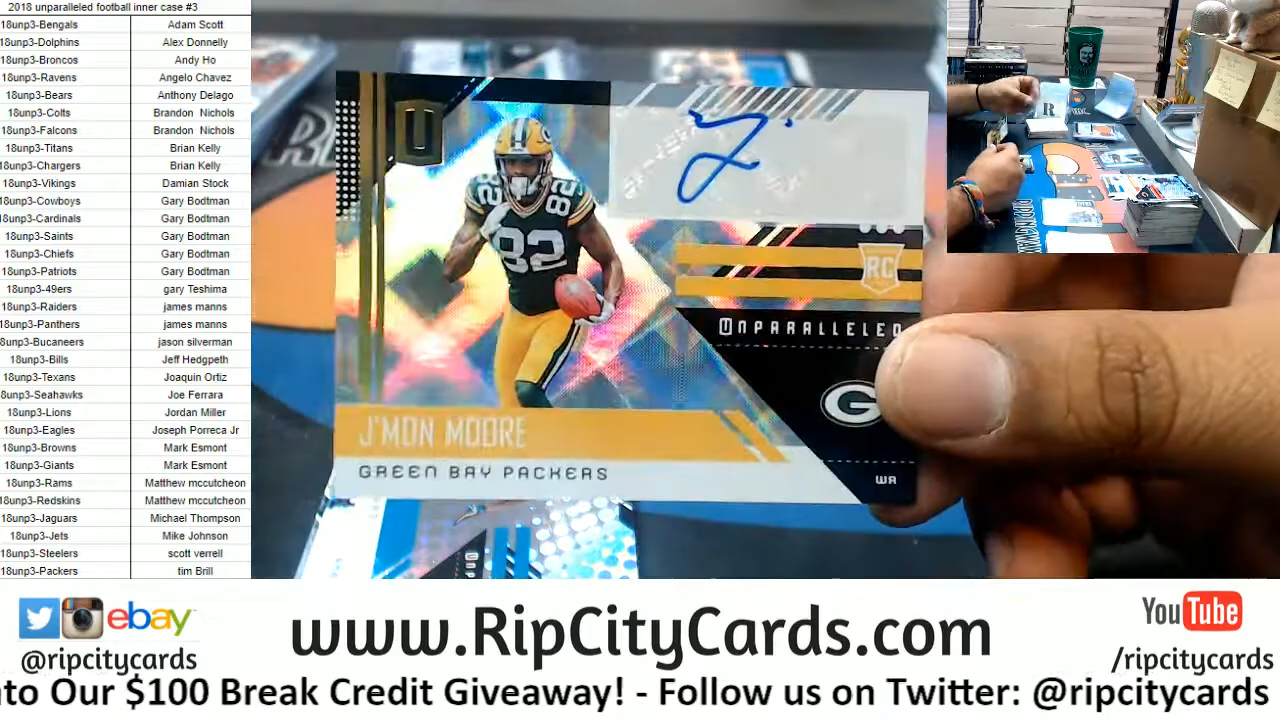 2018 unparalleled football inner case #3
18unp3-Bengals Adam Scott
18unp3-Dolphins Alex Donnelly
18unp3-Broncos Andy Ho
18unp3-Ravens Angelo Chavez
18unp3-Bears Anthony Delago
18unp3-Colts Brandon Nichols
18unp3-Falcons Brandon Nichols
18unp3-Titans Brian Kelly
18unp3-Chargers Brian Kelly
18unp3-Vikings Damian Stock
18unp3-Cowboys Gary Bodtman
18unp3-Cardinals Gary Bodtman
18unp3-Saints Gary Bodtman
18unp3-Chiefs Gary Bodtman
18unp3-Patriots Gary Bodtman
18unp3-49ers gary Teshima
18unp3-Raiders james manns
18unp3-Panthers james manns
18unp3-Bucaneers jason silverman
18unp3-Bills Jeff Hedgpeth
18unp3-Texans Joaquin Ortiz
8unp3-Seahawks Joe Ferrara
18unp3-Lions Jordan Miller
18unp3-Eagles Joseph Porreca Jr
18unp3-Browns Mark Esmont
18unp3-Giants Mark Esmont
18unp3-Rams Matthew mccutcheon
18unp3-Redskins Matthew mccutcheon
18unp3-Jaguars Michael Thompson
18unp3-Jets Mike Johnson
18unp3-Steelers scott verrell
18unp3-Packers tim Brill
U
82
RC
UNPARALLELED
G
J'MON MOORE
GREEN BAY PACKERS
WR
ebay
@ripcitycards
www.RipCityCards.com
YouTube
/ripcitycards
nto Our $100 Break Credit Giveaway! - Follow us on Twitter: @ripcitycards